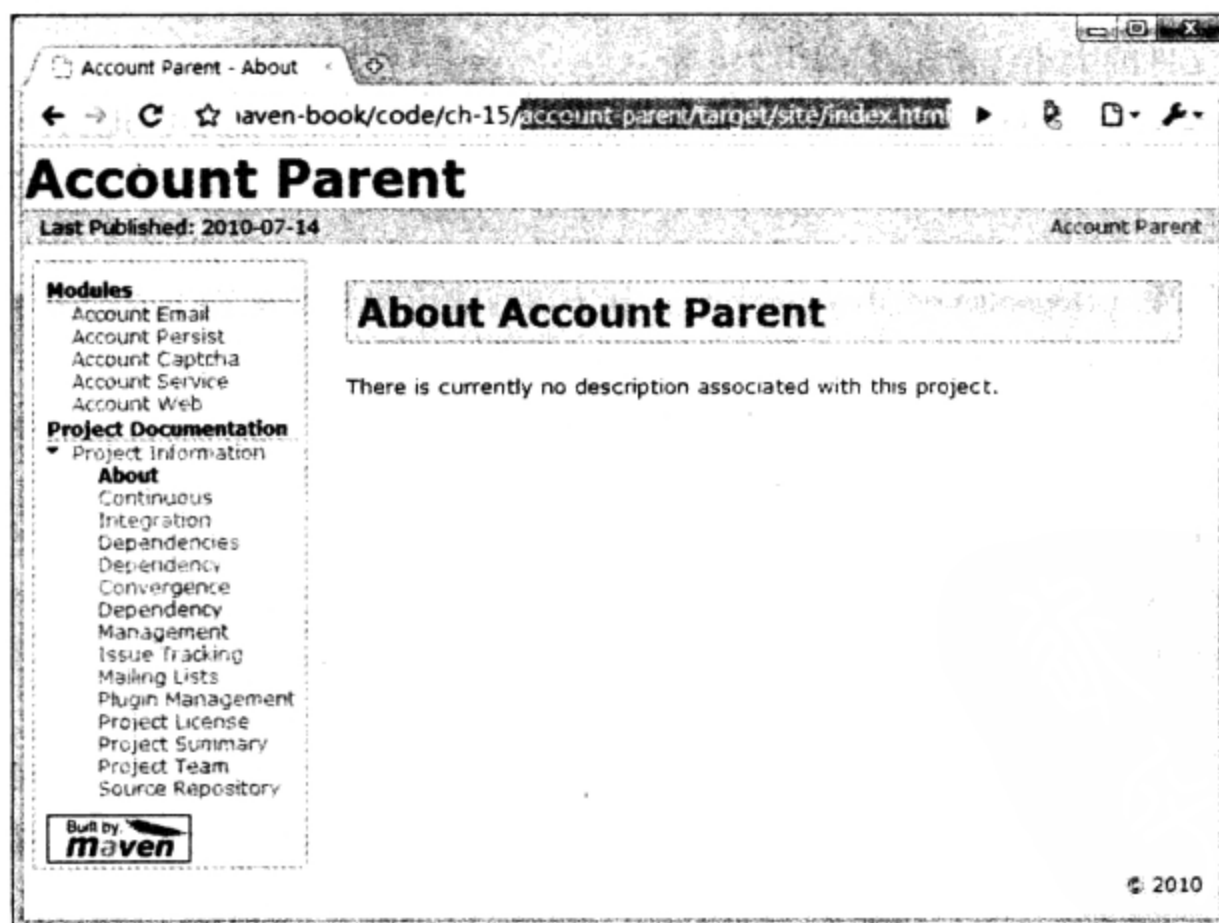 Account Parent - About
aven-book/code/ch-15/account-parent/target/site/index.htm
Account Parent
Last Published: 2010-07-14
Account Parent
Modules
Account Email
Account Persist
Account Captcha
Account Service
Account Web
Project Documentation
Project Information
About
Continuous
Integration
Dependencies
Dependency
Convergence
Dependency
Management
Issue Tracking
Mailing Lists
Plugin Management
Project License
Project Summary
Project Team
Source Repository
Built by:
maven
About Account Parent
There is currently no description associated with this project.
© 2010